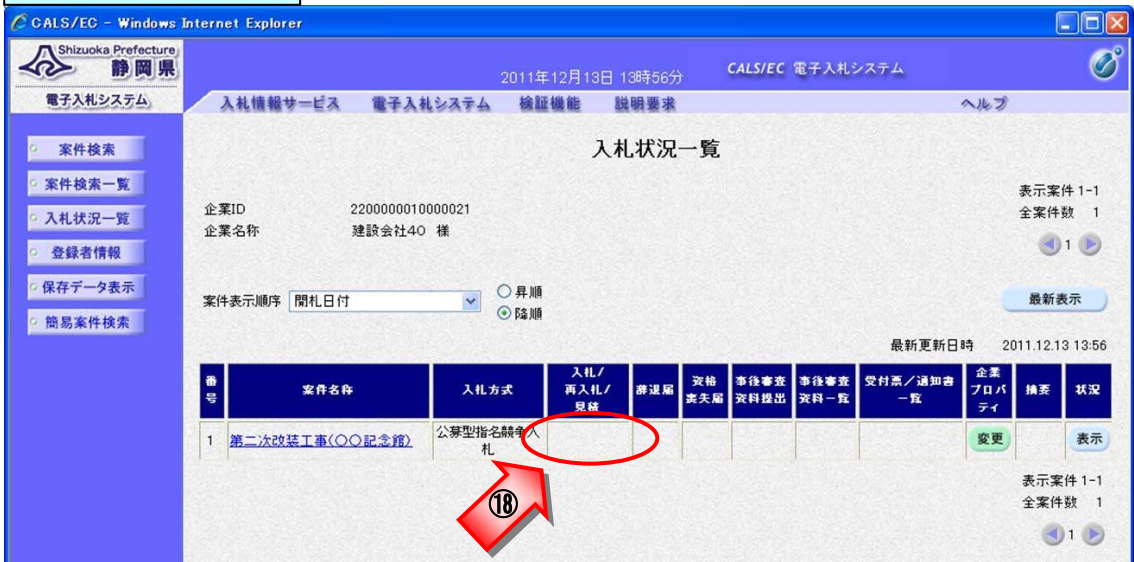 CALS/EC - Windows Internet Explorer
Shizuoka Prefecture
静岡県
2011年12月13日 13時56分
CALS/EC 電子入札システム
電子入札システム
入札情報サービス 電子入札システム 検証機能 説明要求 ヘルプ
案件検索
案件検索一覧
入札状況一覧
登録者情報
保存データ表示
簡易案件検索
入札状況一覧
表示案件 1-1
全案件数 1
1
企業ID 2200000010000021
企業名称 建設会社40 様
案件表示順序 開札日付
昇順
降順
最新表示
最新更新日時 2011.12.13 13:56
番号 案件名称 入札方式 入札/再入札/見積 辞退届 資格喪失届 事後審査資料提出 事後審査資料一覧 受付票/通知書一覧 企業プロパティ 摘要 状況
1 第二次改装工事(〇〇記念館) 公募型指名競争入札 変更 表示
表示案件 1-1
全案件数 1
1
⑱